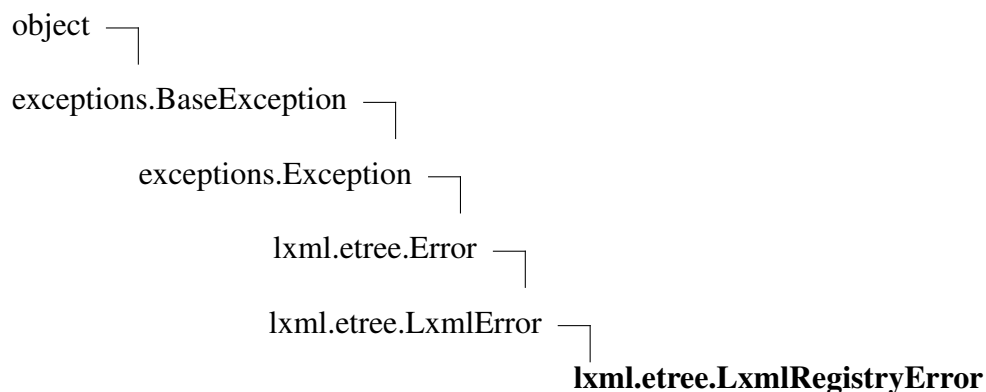 object
exceptions.BaseException
exceptions.Exception
lxml.etree.Error
lxml.etree.LxmlError
lxml.etree.LxmlRegistryError